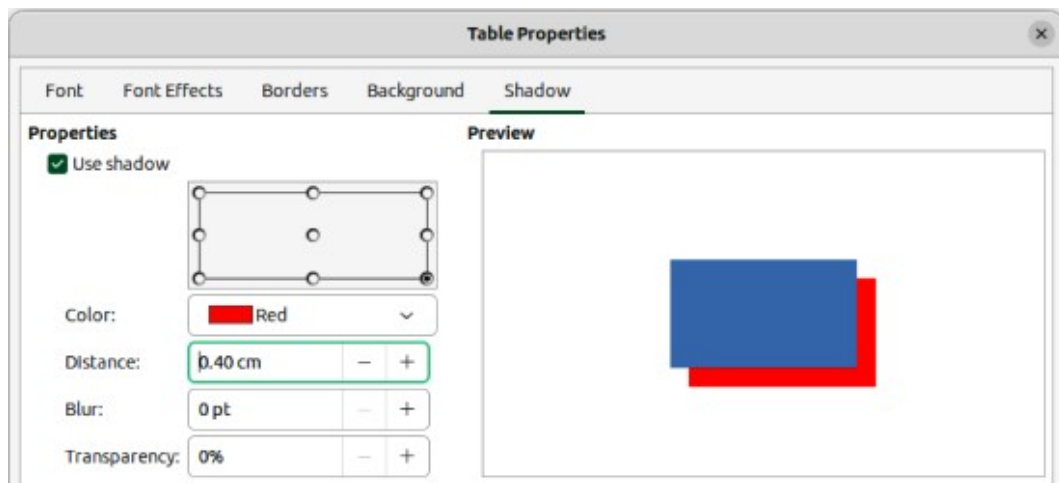 Table Properties
Font Font Effects Borders Background Shadow
Properties
Use shadow
Color: Red
Distance: 0.40 cm
Blur: 0 pt
Transparency: 0%
Preview